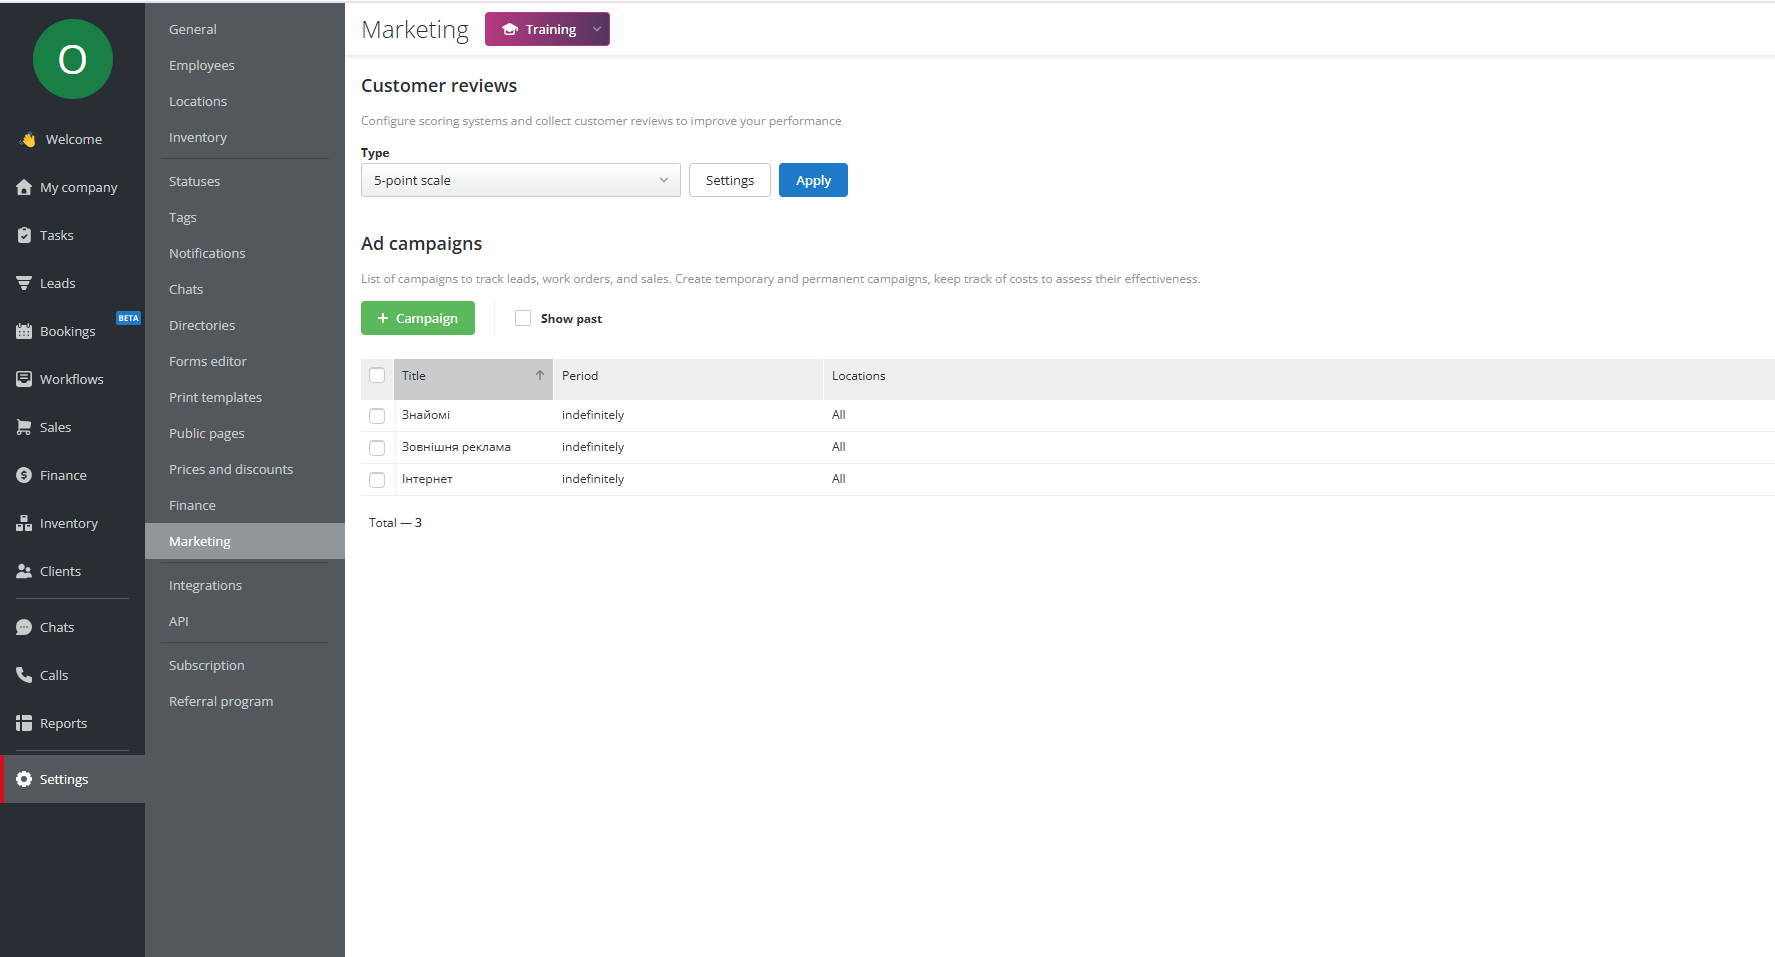 O
Welcome
My company
Tasks
Leads
Bookings
BETA
Workflows
Sales
Finance
Inventory
Clients
Chats
Calls
Reports
Settings
General
Employees
Locations
Inventory
Statuses
Tags
Notifications
Chats
Directories
Forms editor
Print templates
Public pages
Prices and discounts
Finance
Marketing
Integrations
API
Subscription
Referral program
Marketing Training
Customer reviews
Configure scoring systems and collect customer reviews to improve your performance
Type
5-point scale Settings Apply
Ad campaigns
List of campaigns to track leads, work orders, and sales. Create temporary and permanent campaigns, keep track of costs to assess their effectiveness.
+ Campaign Show past
Title Period Locations
Знайомі indefinitely All
Зовнішня реклама indefinitely All
Інтернет indefinitely All
Total — 3